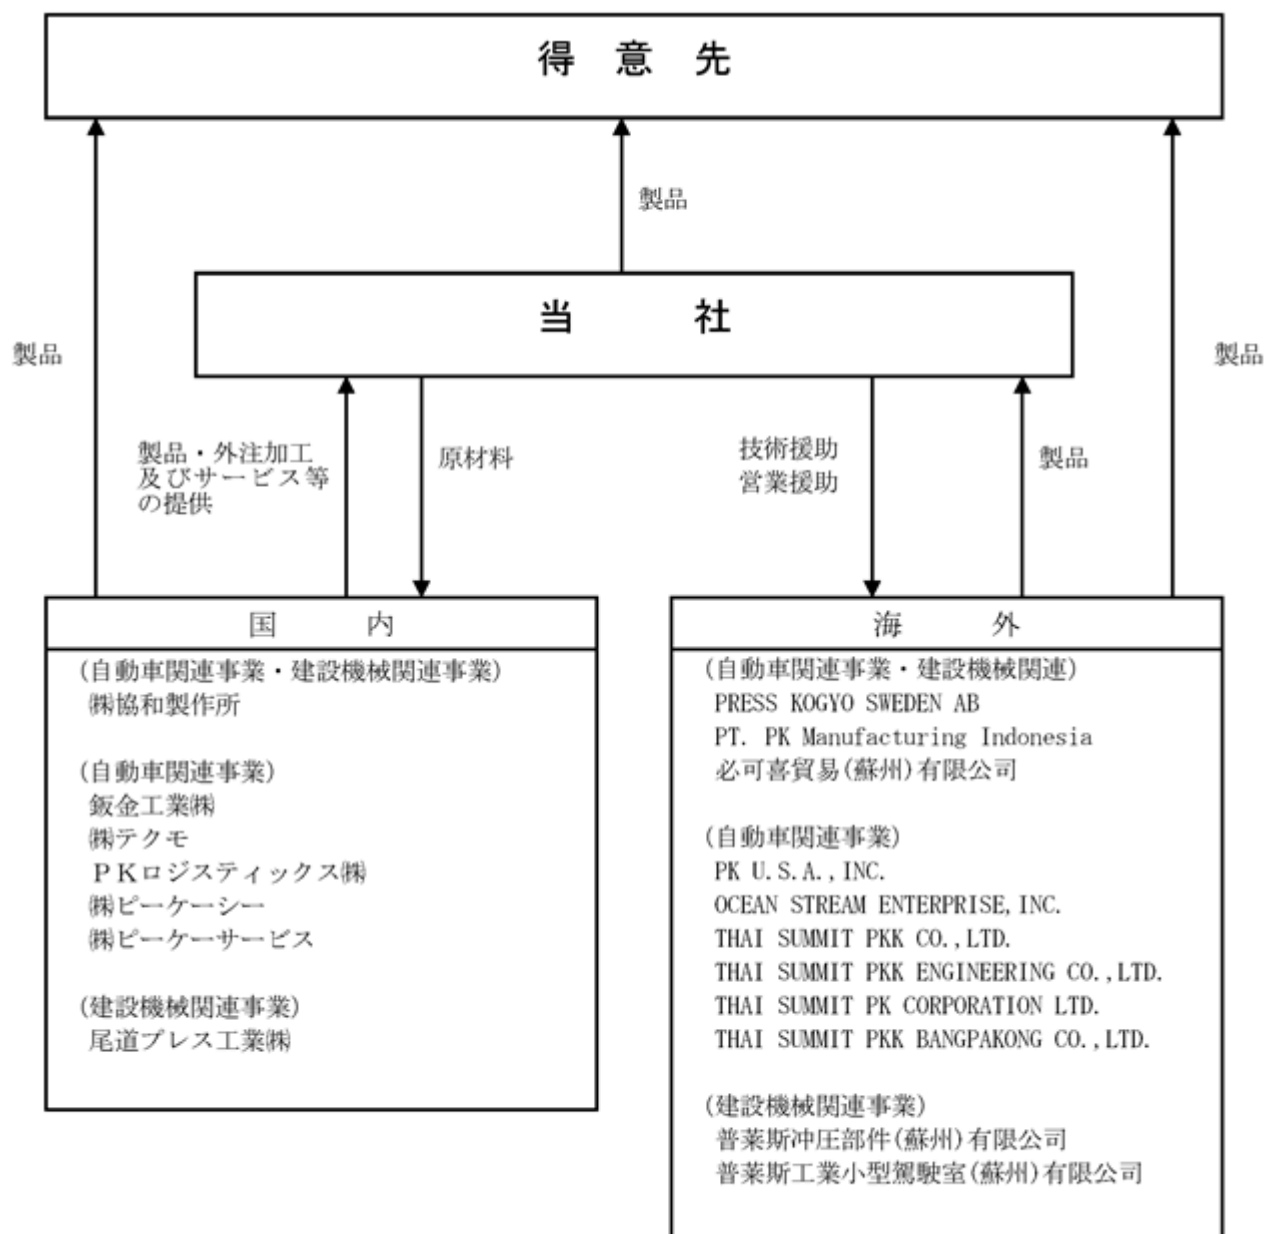 得 意 先
製品
当 社
製品
製品
製品・外注加工
及びサービス等
の提供
原材料
技術援助
営業援助
製品
国 内
(自動車関連事業・建設機械関連事業)
㈱協和製作所
(自動車関連事業)
鈑金工業㈱
㈱テクモ
ＰＫロジスティックス㈱
㈱ピーケーシー
㈱ピーケーサービス
(建設機械関連事業)
尾道プレス工業㈱
海 外
(自動車関連事業・建設機械関連)
PRESS KOGYO SWEDEN AB
PT. PK Manufacturing Indonesia
必可喜貿易(蘇州)有限公司
(自動車関連事業)
PK U.S.A.,INC.
OCEAN STREAM ENTERPRISE,INC.
THAI SUMMIT PKK CO.,LTD.
THAI SUMMIT PKK ENGINEERING CO.,LTD.
THAI SUMMIT PK CORPORATION LTD.
THAI SUMMIT PKK BANGPAKONG CO.,LTD.
(建設機械関連事業)
普莱斯冲圧部件(蘇州)有限公司
普莱斯工業小型駕駛室(蘇州)有限公司